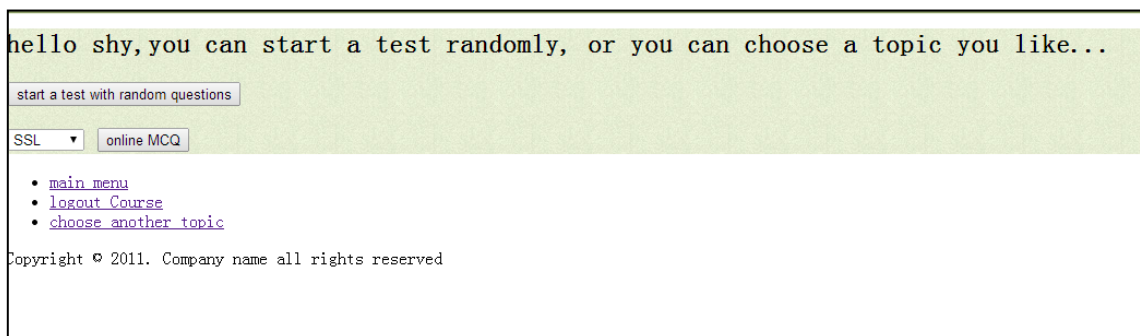 hello shy,you can start a test randomly, or you can choose a topic you like...
start a test with random questions
SSL online MCQ
main menu
logout Course
choose another topic
Copyright © 2011. Company name all rights reserved